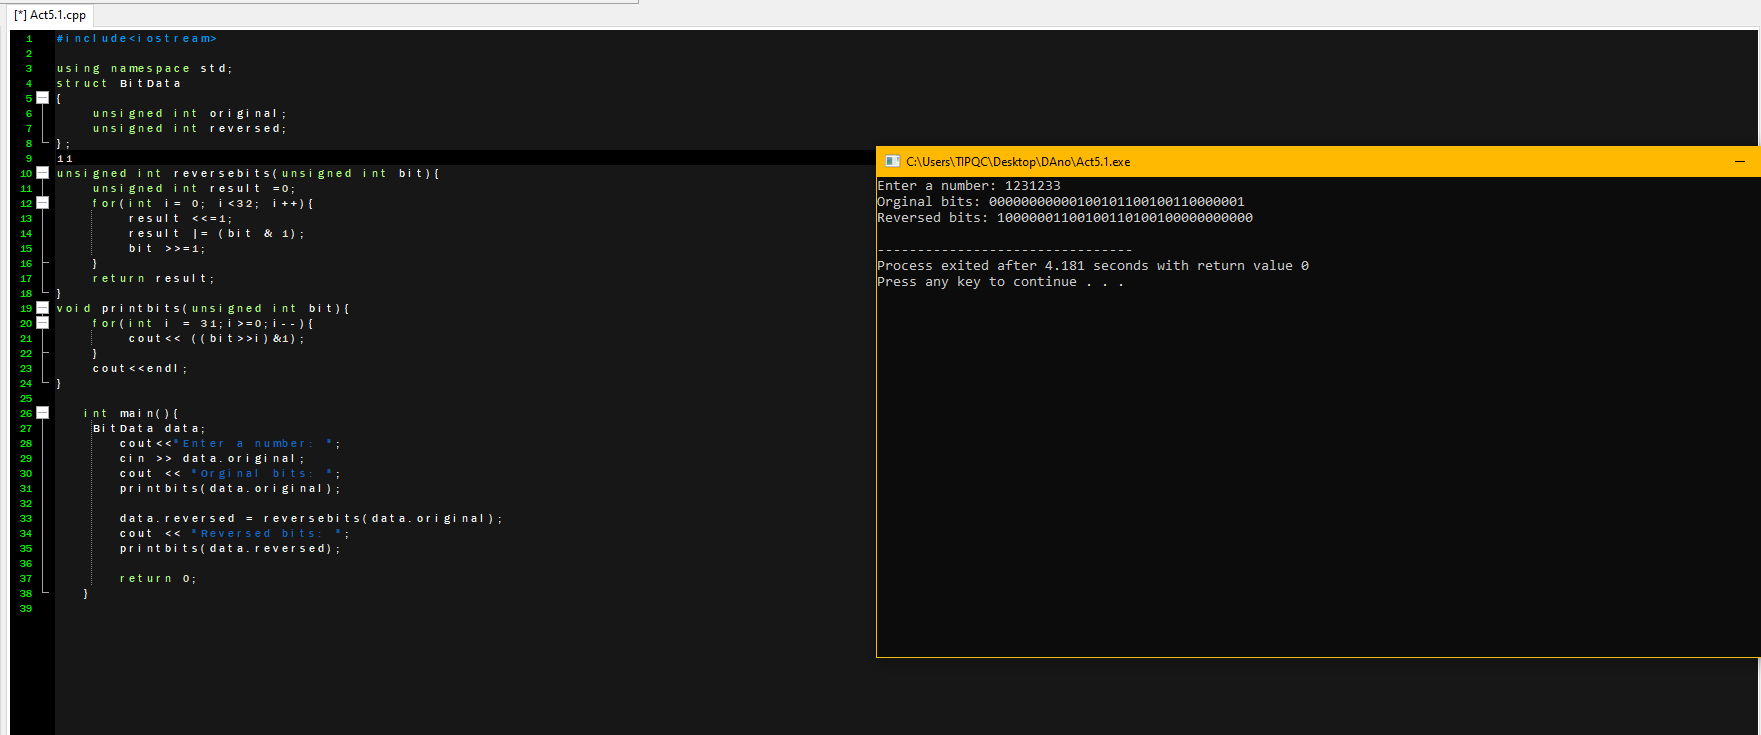 [*] Act5.1.cpp
1 #include<iostream>
2
3 using namespace std;
4 struct BitData
5 {
6 unsigned int original;
7 unsigned int reversed;
8 };
9 11
10 unsigned int reversebits(unsigned int bit){
11 unsigned int result =0;
12 for(int i= 0; i<32; i++){
13 result <<=1;
14 result |= (bit & 1);
15 bit >>=1;
16 }
17 return result;
18 }
19 void printbits(unsigned int bit){
20 for(int i = 31;i>=0;i--){
21 cout<< ((bit>>i)&1);
22 }
23 cout<<endl;
24 }
25
26 int main(){
27 BitData data;
28 cout<<"Enter a number: ";
29 cin >> data.original;
30 cout << "Orginal bits: ";
31 printbits(data.original);
32
33 data.reversed = reversebits(data.original);
34 cout << "Reversed bits: ";
35 printbits(data.reversed);
36
37 return 0;
38 }
39
C:\Users\TIPQC\Desktop\DAno\Act5.1.exe
Enter a number: 1231233
Orginal bits: 00000000000100101100100110000001
Reversed bits: 10000001100100110100100000000000
--------------------------------
Process exited after 4.181 seconds with return value 0
Press any key to continue . . .